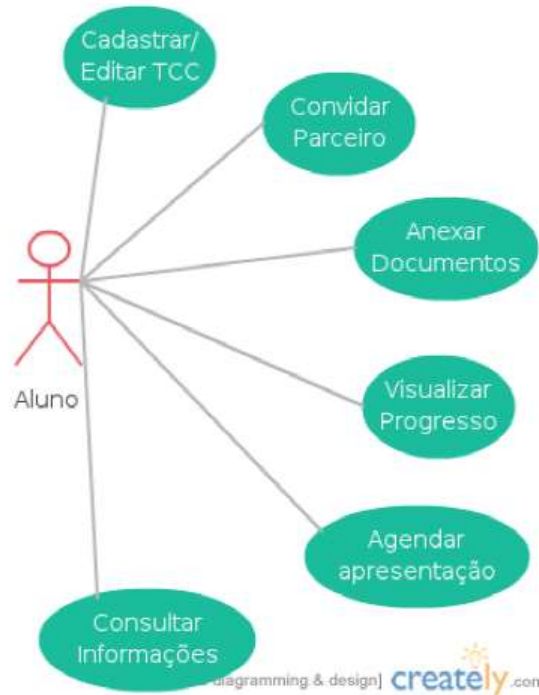 Cadastrar/
Editar TCC
Convidar
Parceiro
Anexar
Documentos
Aluno
Visualizar
Progresso
Agendar
apresentação
Consultar
Informações
diagramming & design] creately.com